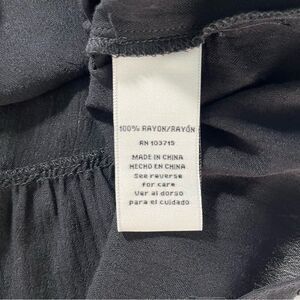 100% RAYON/RAYÓN
RN 103715
MADE IN CHINA
HECHO EN CHINA
See reverse
for care
Ver al dorso
para el cuidado